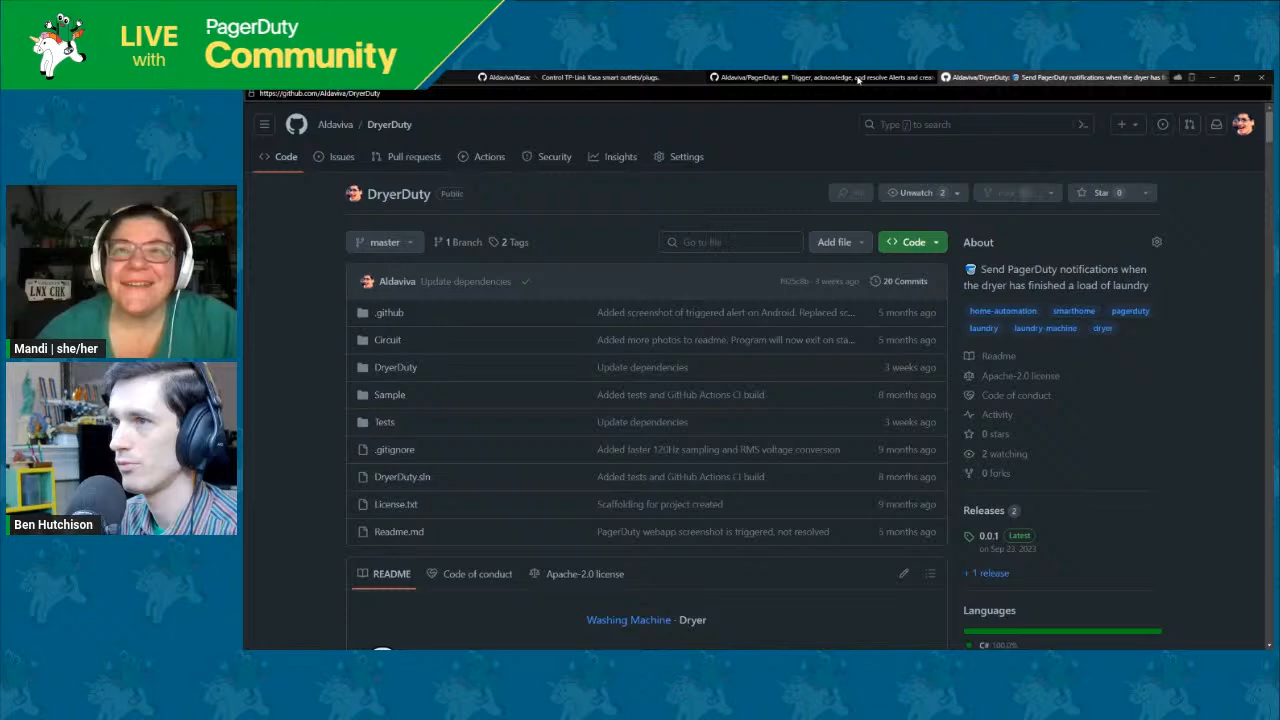 LIVE
with
PagerDuty
Community
Aldaviva/Kasa: Control TP-Link Kasa smart outlets/plugs.
Aldaviva/PagerDuty: Trigger, acknowledge, and resolve Alerts and crea
Aldaviva/DryerDuty: Send PagerDuty notifications when the dryer has fi
https://github.com/Aldaviva/DryerDuty
Aldaviva / DryerDuty
Type / to search
Code
Issues
Pull requests
Actions
Security
Insights
Settings
DryerDuty
Public
Unwatch 2
Star 0
master
1 Branch
2 Tags
Go to file
Add file
Code
Aldaviva Update dependencies
f925c8b · 3 weeks ago
20 Commits
.github Added screenshot of triggered alert on Android. Replaced sc... 5 months ago
Circuit Added more photos to readme. Program will now exit on sta... 5 months ago
DryerDuty Update dependencies 3 weeks ago
Sample Added tests and GitHub Actions CI build 8 months ago
Tests Update dependencies 3 weeks ago
.gitignore Added faster 120Hz sampling and RMS voltage conversion 9 months ago
DryerDuty.sln Added tests and GitHub Actions CI build 8 months ago
License.txt Scaffolding for project created 9 months ago
Readme.md PagerDuty webapp screenshot is triggered, not resolved 5 months ago
README
Code of conduct
Apache-2.0 license
Washing Machine · Dryer
About
Send PagerDuty notifications when
the dryer has finished a load of laundry
home-automation smarthome pagerduty
laundry laundry-machine dryer
Readme
Apache-2.0 license
Code of conduct
Activity
0 stars
2 watching
0 forks
Releases 2
0.0.1 Latest
on Sep 23, 2023
+ 1 release
Languages
C# 100.0%
LNX CHK
Mandi | she/her
Ben Hutchison